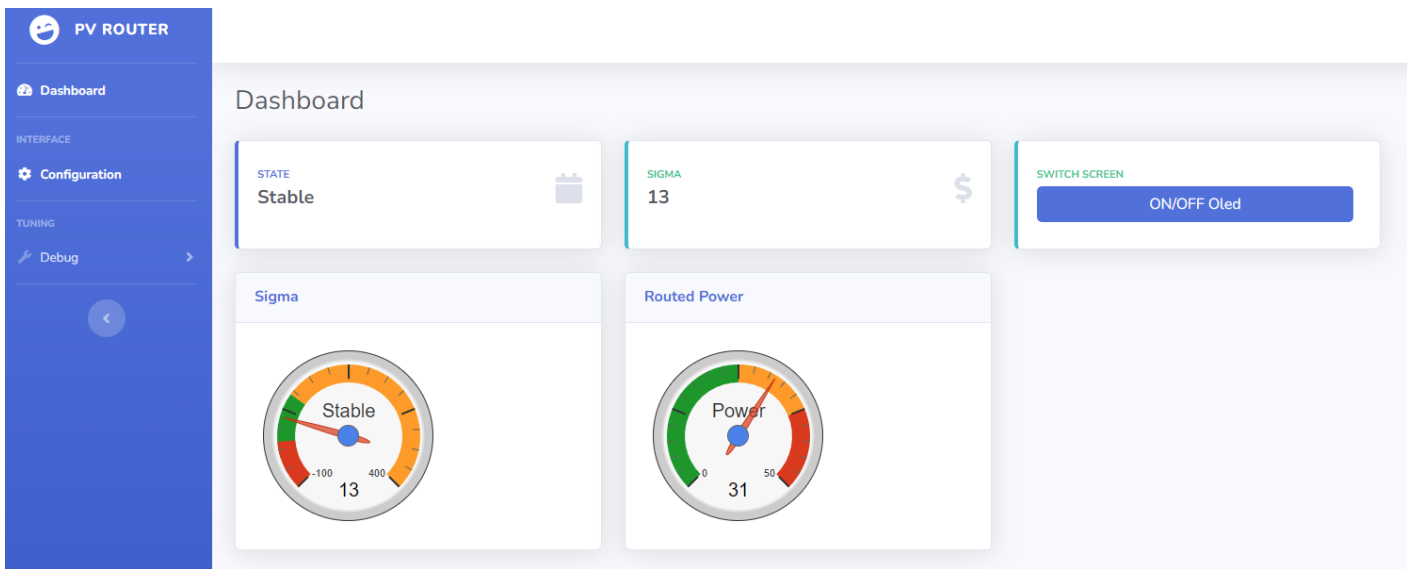 PV ROUTER
Dashboard
INTERFACE
Configuration
TUNING
Debug
Dashboard
STATE
Stable
SIGMA
13
$
SWITCH SCREEN
ON/OFF Oled
Sigma
Stable
-100 400
13
Routed Power
Power
0 50
31